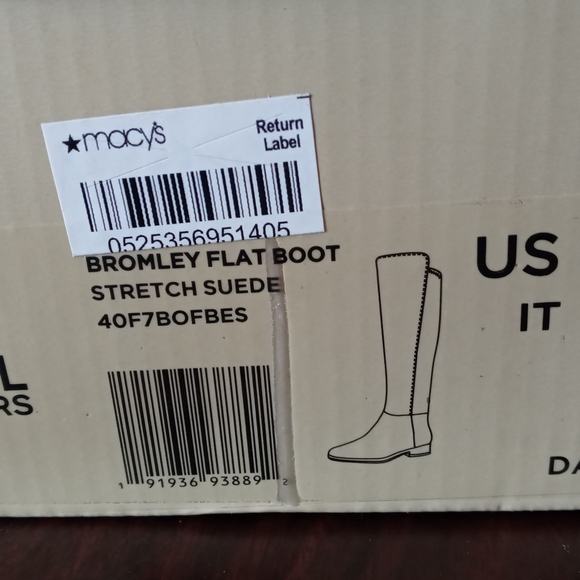 ★macy's
Return
Label
0525356951405
BROMLEY FLAT BOOT
STRETCH SUEDE
40F7BOFBES
1 91936 93889 2
US
IT
L
RS
DA